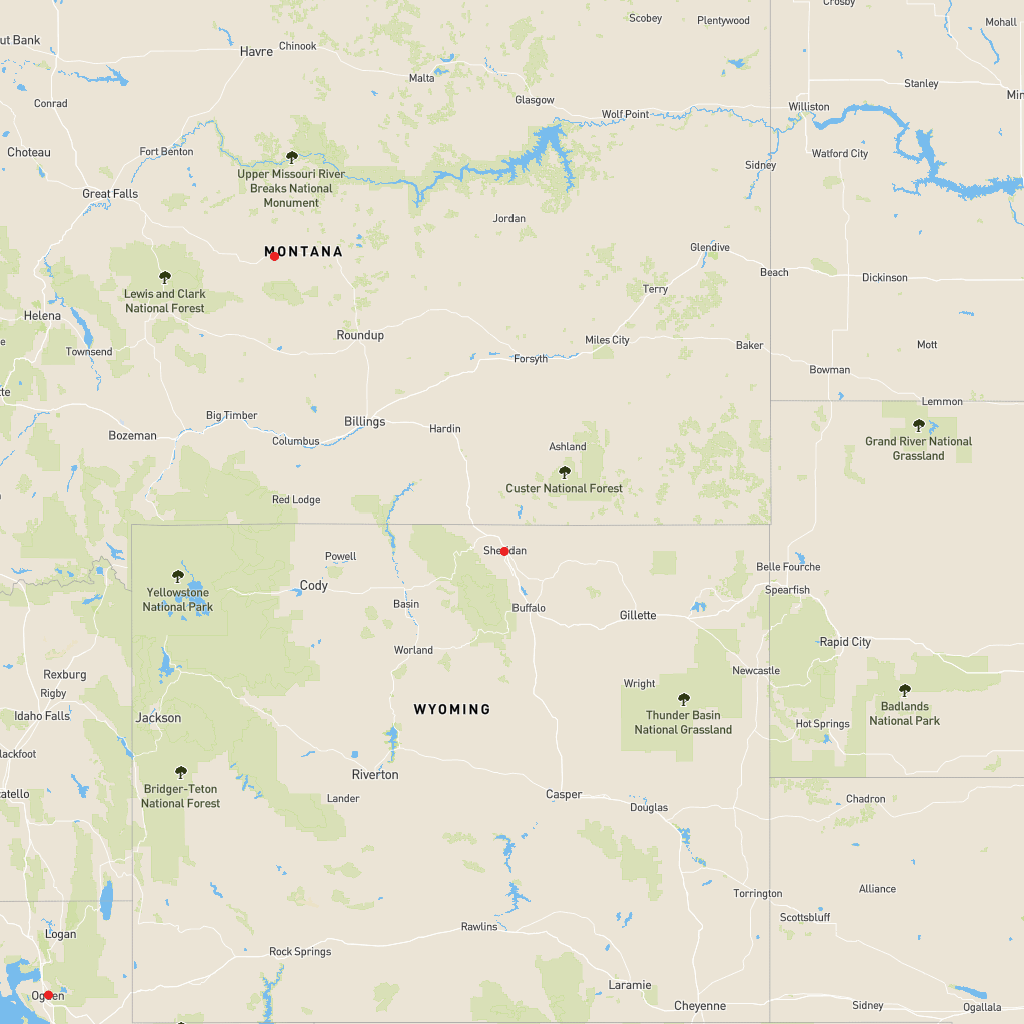 Crosby
Scobey
Plentywood
Mohall
ut Bank
Havre
Chinook
Malta
Stanley
Conrad
Glasgow
Wolf Point
Williston
Min
Choteau
Fort Benton
Watford City
Sidney
Upper Missouri River
Breaks National
Monument
Great Falls
Jordan
MONTANA
Glendive
Beach
Dickinson
Lewis and Clark
National Forest
Terry
Helena
Roundup
Townsend
Forsyth
Miles City
Baker
Mott
Bowman
Lemmon
tte
Big Timber
Billings
Hardin
Bozeman
Columbus
Ashland
Grand River National
Grassland
Custer National Forest
Red Lodge
Sheridan
Powell
Yellowstone
National Park
Cody
Basin
Buffalo
Gillette
Belle Fourche
Spearfish
Worland
Rapid City
Rexburg
Rigby
Newcastle
Wright
Thunder Basin
National Grassland
Badlands
National Park
WYOMING
Idaho Falls
Jackson
Hot Springs
lackfoot
Riverton
Bridger-Teton
National Forest
atello
Lander
Casper
Douglas
Chadron
Torrington
Alliance
Scottsbluff
Logan
Rawlins
Rock Springs
Ogden
Laramie
Cheyenne
Sidney
Ogallala